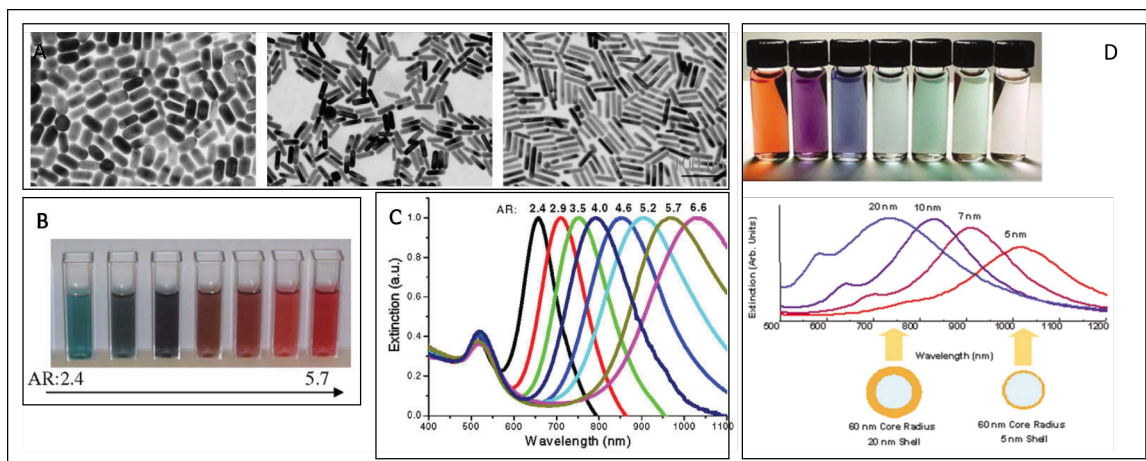 A
100 nm
B
AR:2.4 5.7
C
AR: 2.4 2.9 3.5 4.0 4.6 5.2 5.7 6.6
Extinction (a.u.)
1.0
0.8
0.6
0.4
0.2
0.0
400 500 600 700 800 900 1000 1100
Wavelength (nm)
D
20 nm 10 nm 7 nm 5 nm
Extinction (Arb. Units)
500 600 700 800 900 1000 1100 1200
Wavelength (nm)
60 nm Core Radius 60 nm Core Radius
20 nm Shell 5 nm Shell